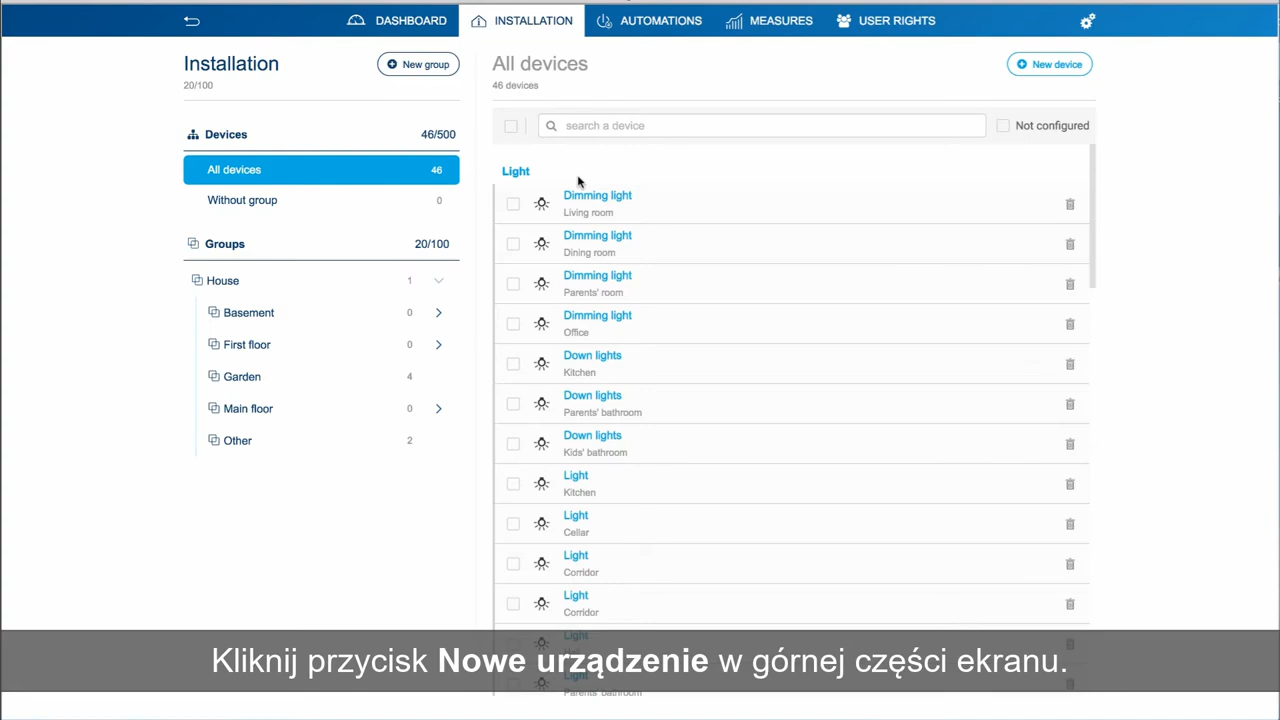 DASHBOARD
INSTALLATION
AUTOMATIONS
MEASURES
USER RIGHTS
Installation
New group
20/100
Devices 46/500
All devices 46
Without group 0
Groups 20/100
House 1
Basement 0
First floor 0
Garden 4
Main floor 0
Other 2
All devices
New device
46 devices
search a device
Not configured
Light
Dimming light
Living room
Dimming light
Dining room
Dimming light
Parents' room
Dimming light
Office
Down lights
Kitchen
Down lights
Parents' bathroom
Down lights
Kids' bathroom
Light
Kitchen
Light
Cellar
Light
Corridor
Light
Corridor
Light
Light
Parents' bathroom
Kliknij przycisk Nowe urządzenie w górnej części ekranu.